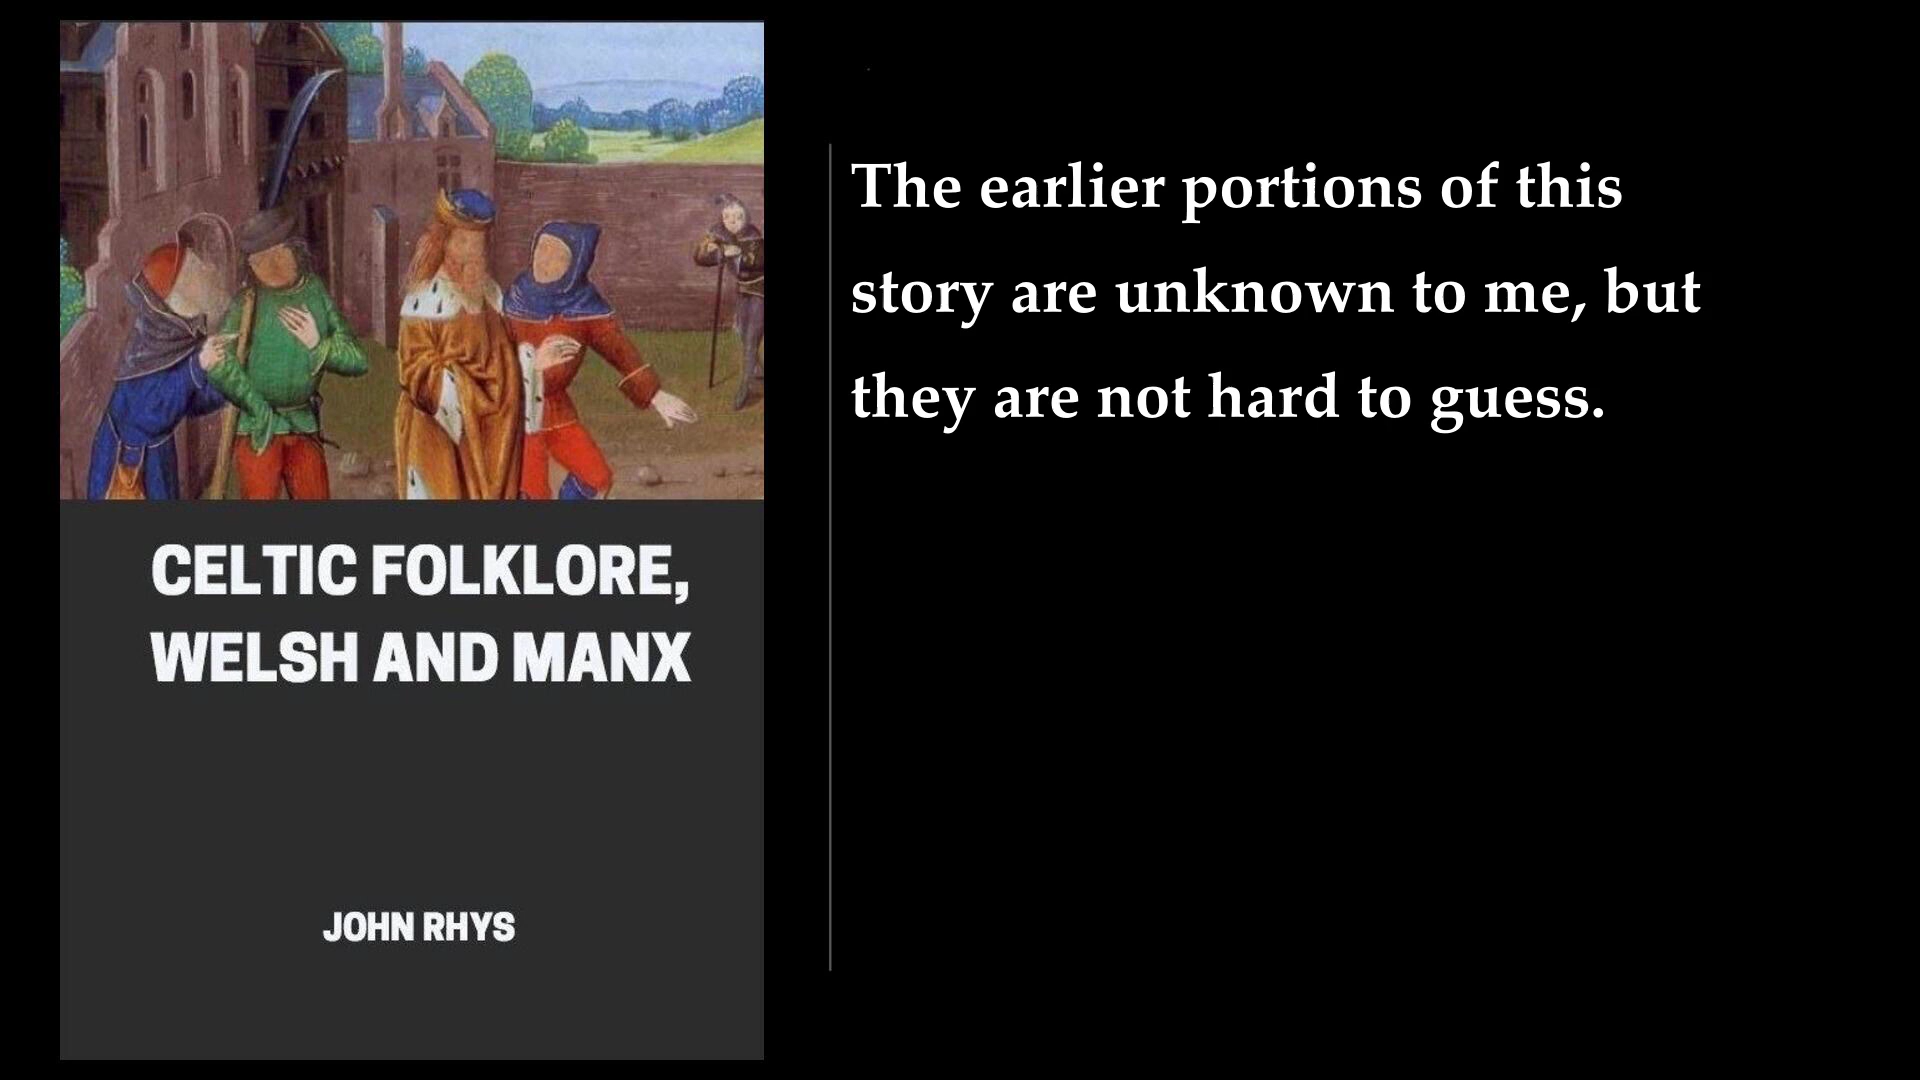 CELTIC FOLKLORE,
WELSH AND MANX
JOHN RHYS
The earlier portions of this
story are unknown to me, but
they are not hard to guess.